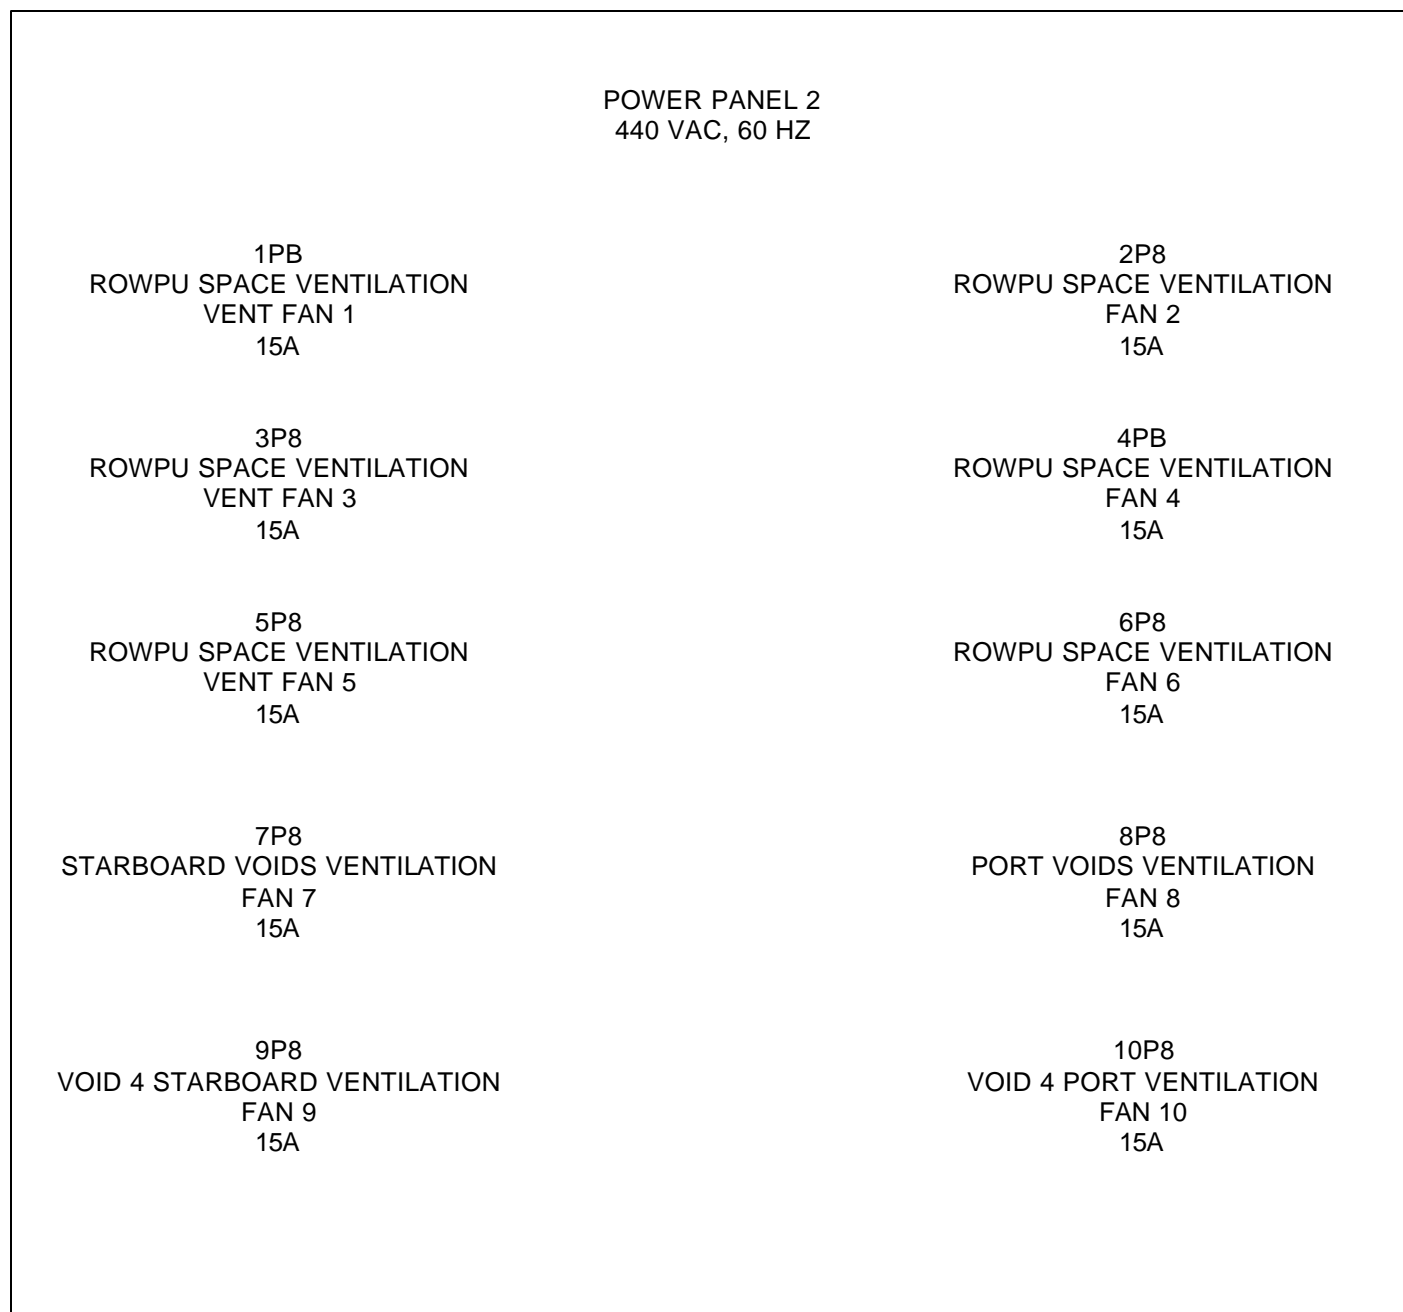 POWER PANEL 2
440 VAC, 60 HZ
1PB
ROWPU SPACE VENTILATION
VENT FAN 1
15A
2P8
ROWPU SPACE VENTILATION
FAN 2
15A
3P8
ROWPU SPACE VENTILATION
VENT FAN 3
15A
4PB
ROWPU SPACE VENTILATION
FAN 4
15A
5P8
ROWPU SPACE VENTILATION
VENT FAN 5
15A
6P8
ROWPU SPACE VENTILATION
FAN 6
15A
7P8
STARBOARD VOIDS VENTILATION
FAN 7
15A
8P8
PORT VOIDS VENTILATION
FAN 8
15A
9P8
VOID 4 STARBOARD VENTILATION
FAN 9
15A
10P8
VOID 4 PORT VENTILATION
FAN 10
15A